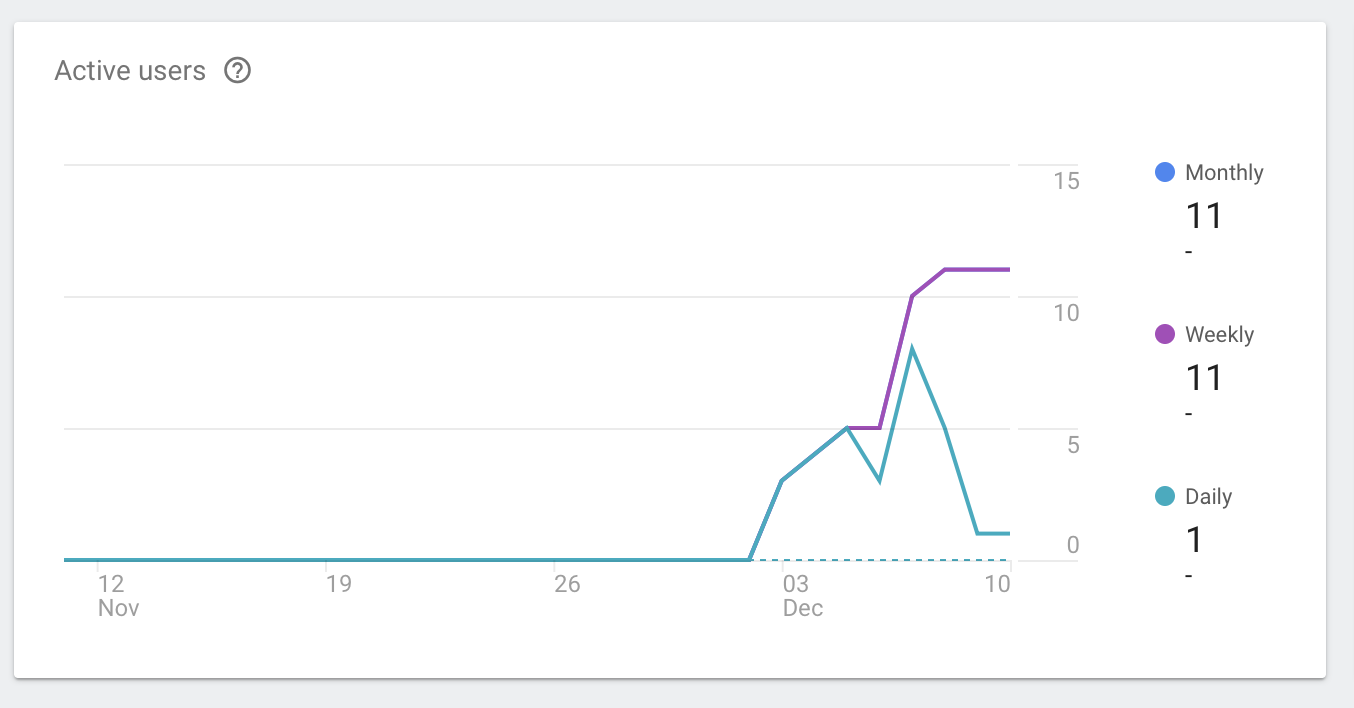 Active users ?
15
10
5
0
12 19 26 03 10
Nov Dec
Monthly
11
-
Weekly
11
-
Daily
1
-